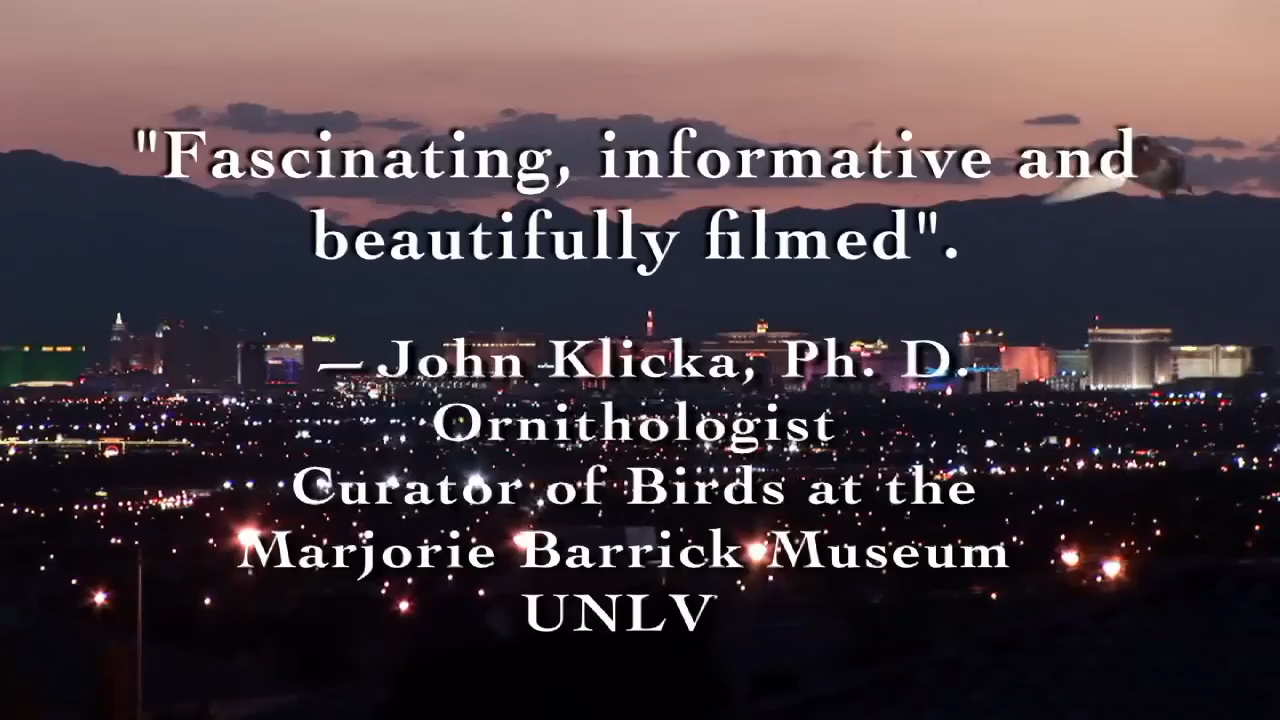 "Fascinating, informative and
beautifully filmed".
– John Klicka, Ph. D.
Ornithologist
Curator of Birds at the
Marjorie Barrick Museum
UNLV